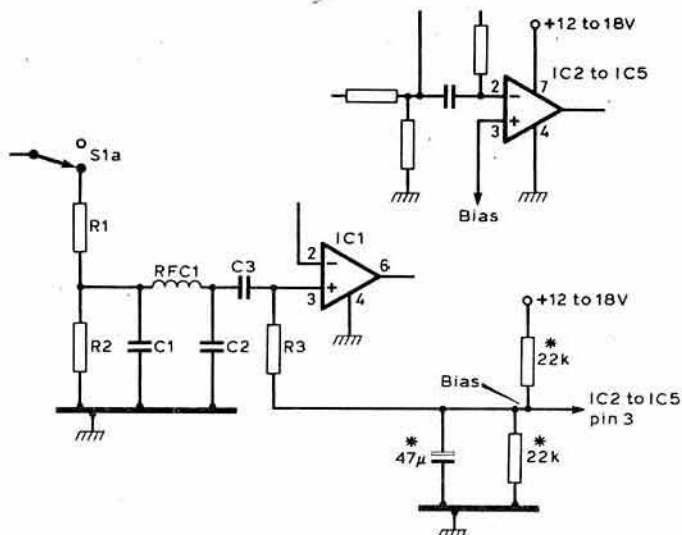 +12 to 18V
IC2 to IC5
2
7
3
4
Bias
S1a
R1
RFC1
C3
IC1
2
6
3
4
R2
C1
C2
R3
+12 to 18V
*
22k
Bias
IC2 to IC5
pin 3
*
47μ
*
22k